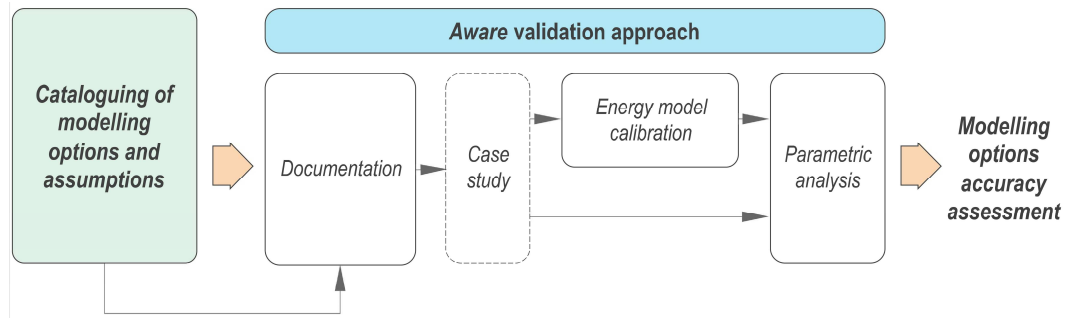 Aware validation approach
Cataloguing of
modelling
options and
assumptions
Documentation
Case
study
Energy model
calibration
Parametric
analysis
Modelling
options
accuracy
assessment